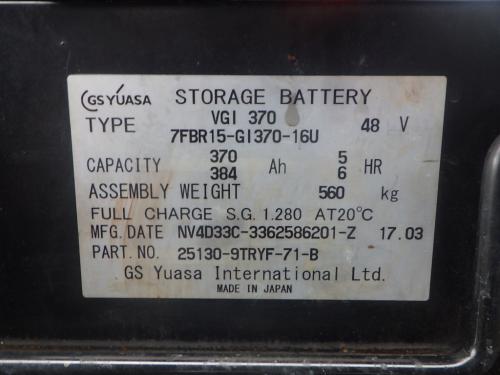 GS YUASA STORAGE BATTERY
TYPE VGI 370 48 V
7FBR15-GI370-16U
CAPACITY 370 Ah 5 HR
384 6
ASSEMBLY WEIGHT 560 kg
FULL CHARGE S.G. 1.280 AT20℃
MFG. DATE NV4D33C-3362586201-Z 17.03
PART NO. 25130-9TRYF-71-B
GS Yuasa International Ltd.
MADE IN JAPAN